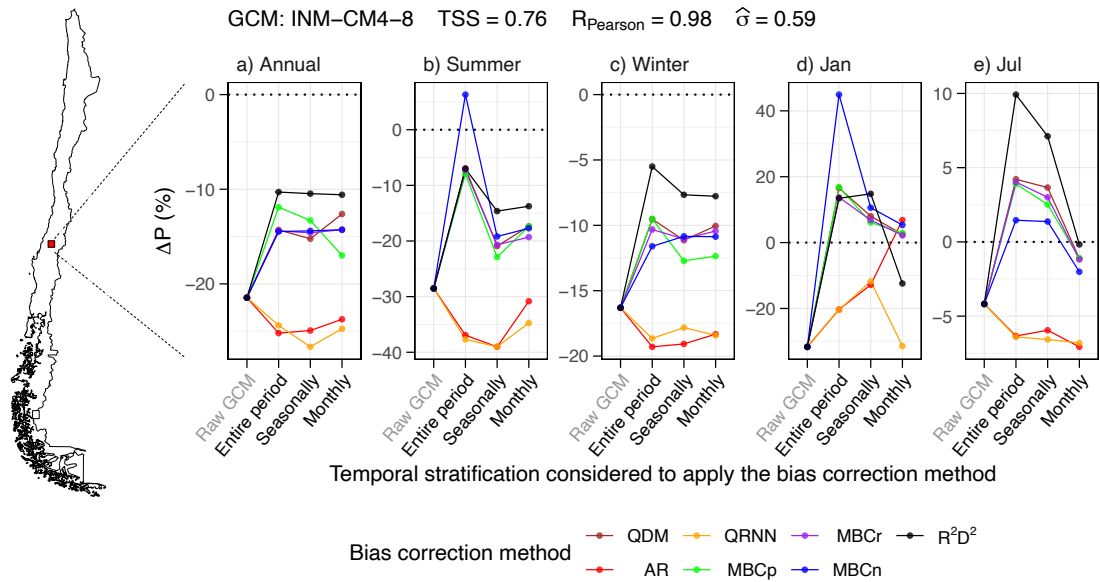 GCM: INM−CM4−8 TSS = 0.76 R_Pearson = 0.98 σ̂ = 0.59
a) Annual b) Summer c) Winter d) Jan e) Jul
ΔP (%)
0
−10
−20
0
−10
−20
−30
−40
0
−5
−10
−15
−20
40
20
0
−20
10
5
0
−5
Raw GCM Entire period Seasonally Monthly
Raw GCM Entire period Seasonally Monthly
Raw GCM Entire period Seasonally Monthly
Raw GCM Entire period Seasonally Monthly
Raw GCM Entire period Seasonally Monthly
Temporal stratification considered to apply the bias correction method
Bias correction method
QDM QRNN MBCr R²D²
AR MBCp MBCn